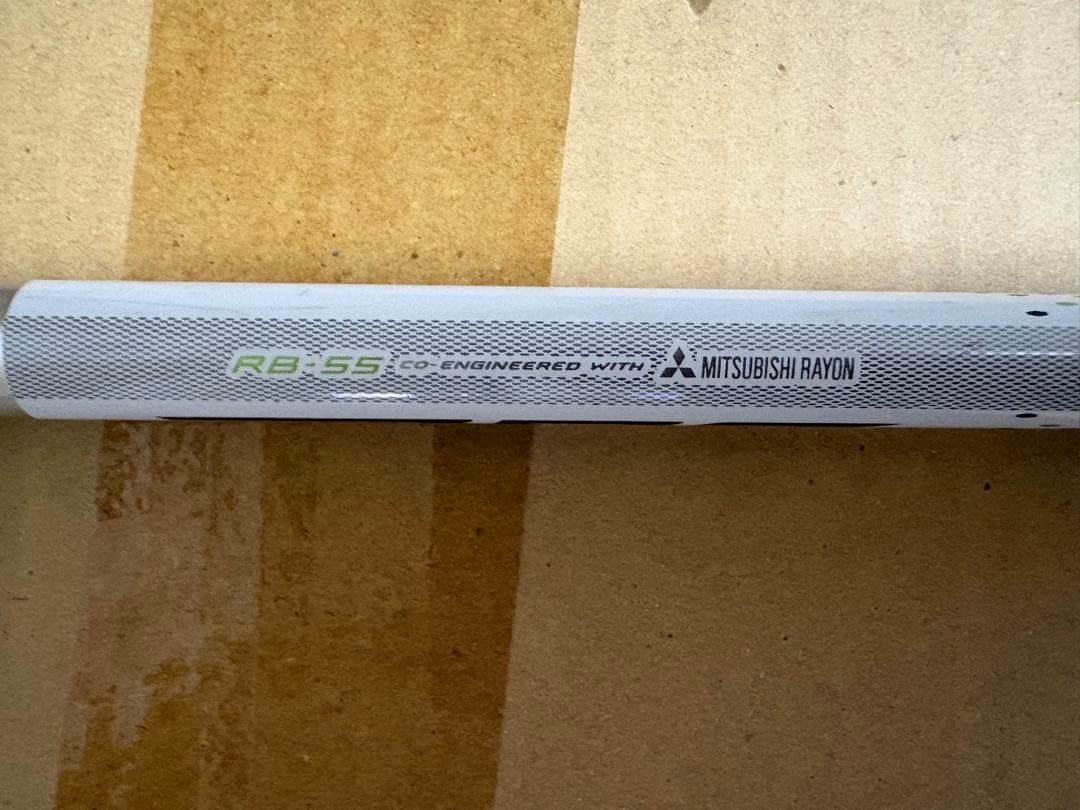 RB-55 CO-ENGINEERED WITH MITSUBISHI RAYON